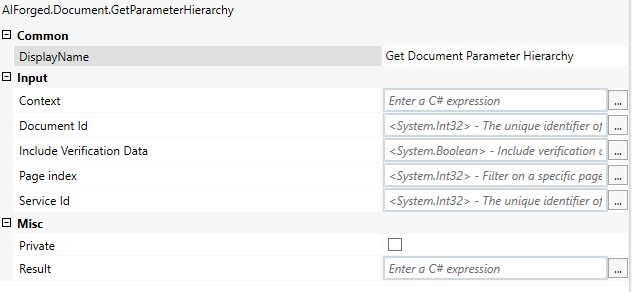 AIForged.Document.GetParameterHierarchy
Common
DisplayName Get Document Parameter Hierarchy
Input
Context Enter a C# expression ...
Document Id <System.Int32> - The unique identifier of ...
Include Verification Data <System.Boolean> - Include verification ...
Page index <System.Int32> - Filter on a specific page ...
Service Id <System.Int32> - The unique identifier of ...
Misc
Private
Result Enter a C# expression ...